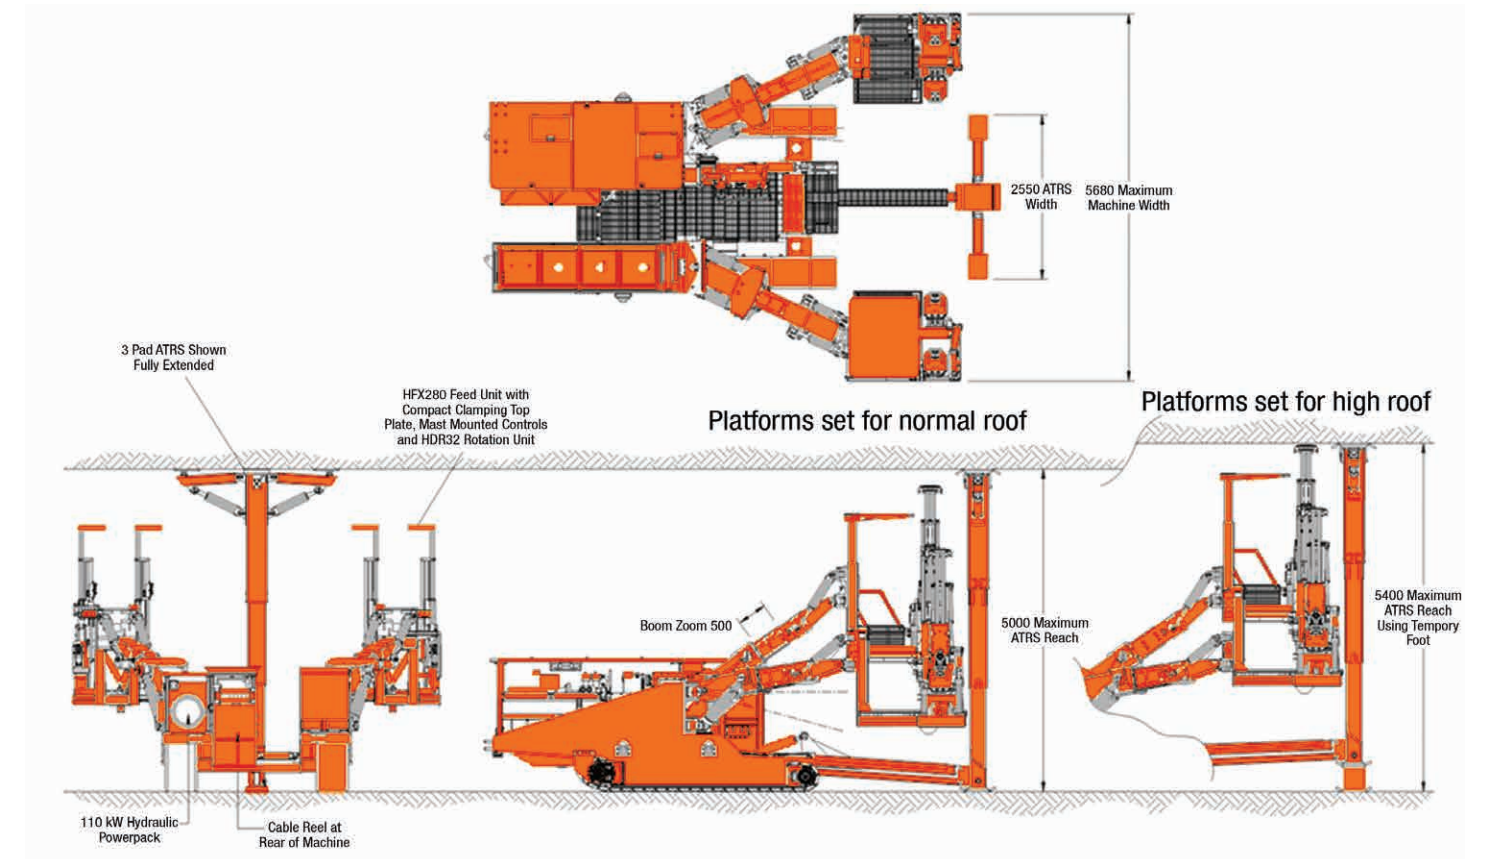 2550 ATRS
Width
5680 Maximum
Machine Width
3 Pad ATRS Shown
Fully Extended
HFX280 Feed Unit with
Compact Clamping Top
Plate, Mast Mounted Controls
and HDR32 Rotation Unit
Platforms set for normal roof
Platforms set for high roof
Boom Zoom 500
5000 Maximum
ATRS Reach
5400 Maximum
ATRS Reach
Using Tempory
Foot
110 kW Hydraulic
Powerpack
Cable Reel at
Rear of Machine